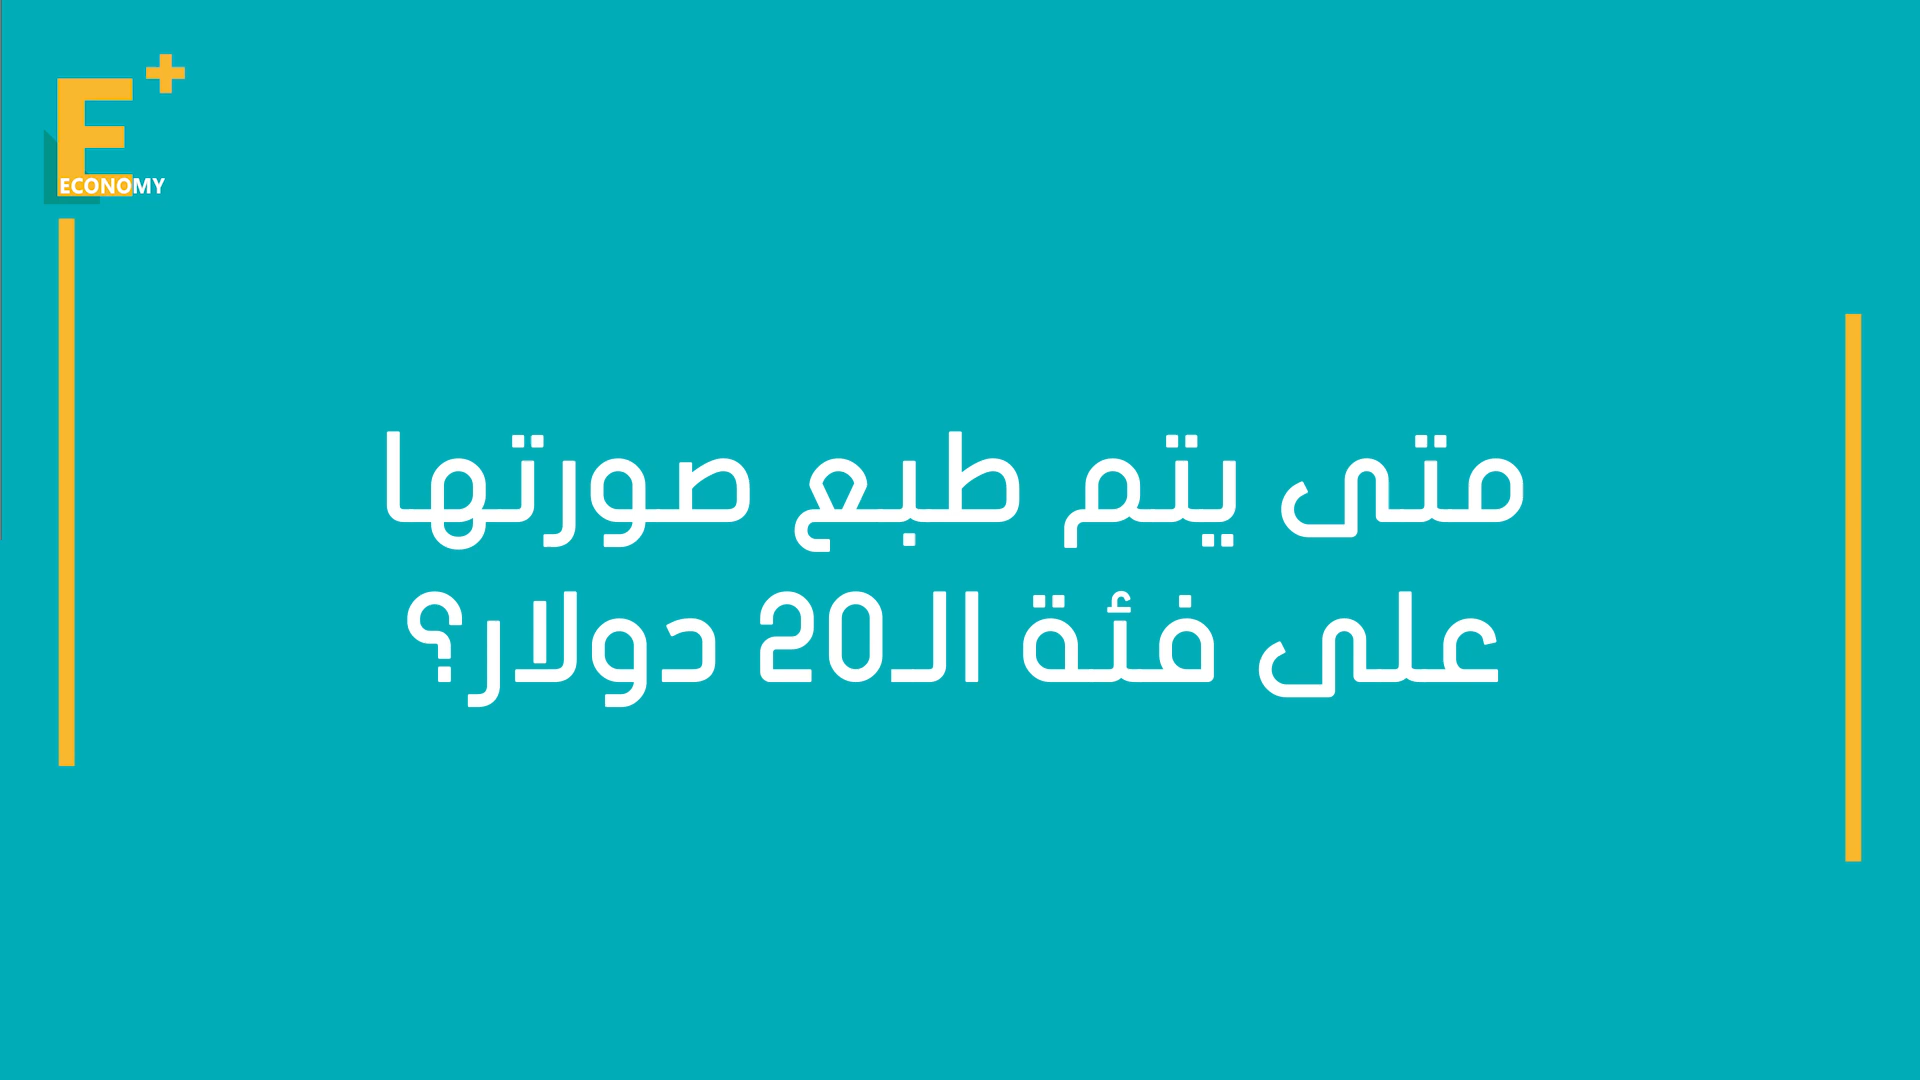 E+
ECONOMY
متى يتم طبع صورتها
على فئة الـ20 دولار؟